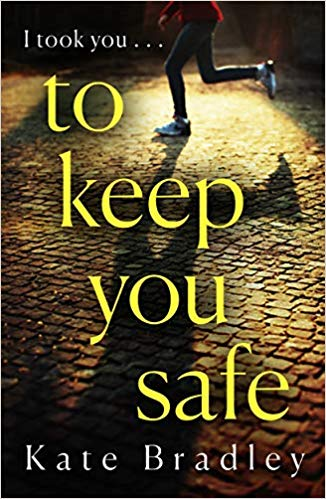 I took you . . .
to
keep
you
safe
Kate Bradley